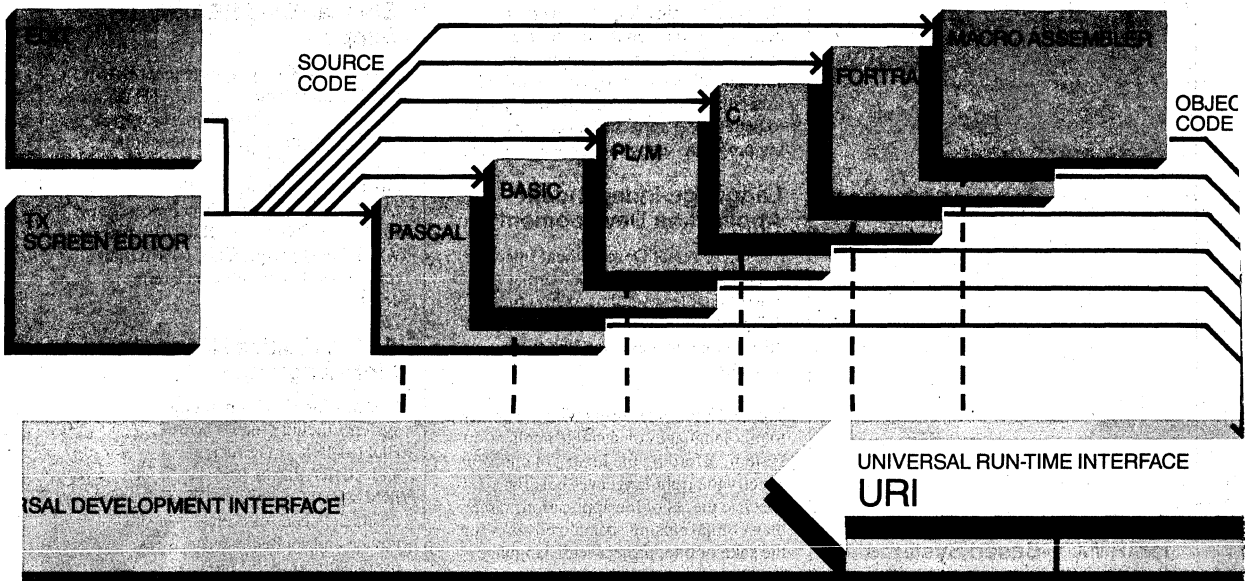 EDIT
SOURCE
CODE
MACRO ASSEMBLER
FORTRA
OBJEC
CODE
C
PL/M
BASIC
TX
SCREEN EDITOR
PASCAL
UNIVERSAL RUN-TIME INTERFACE
URI
RSAL DEVELOPMENT INTERFACE